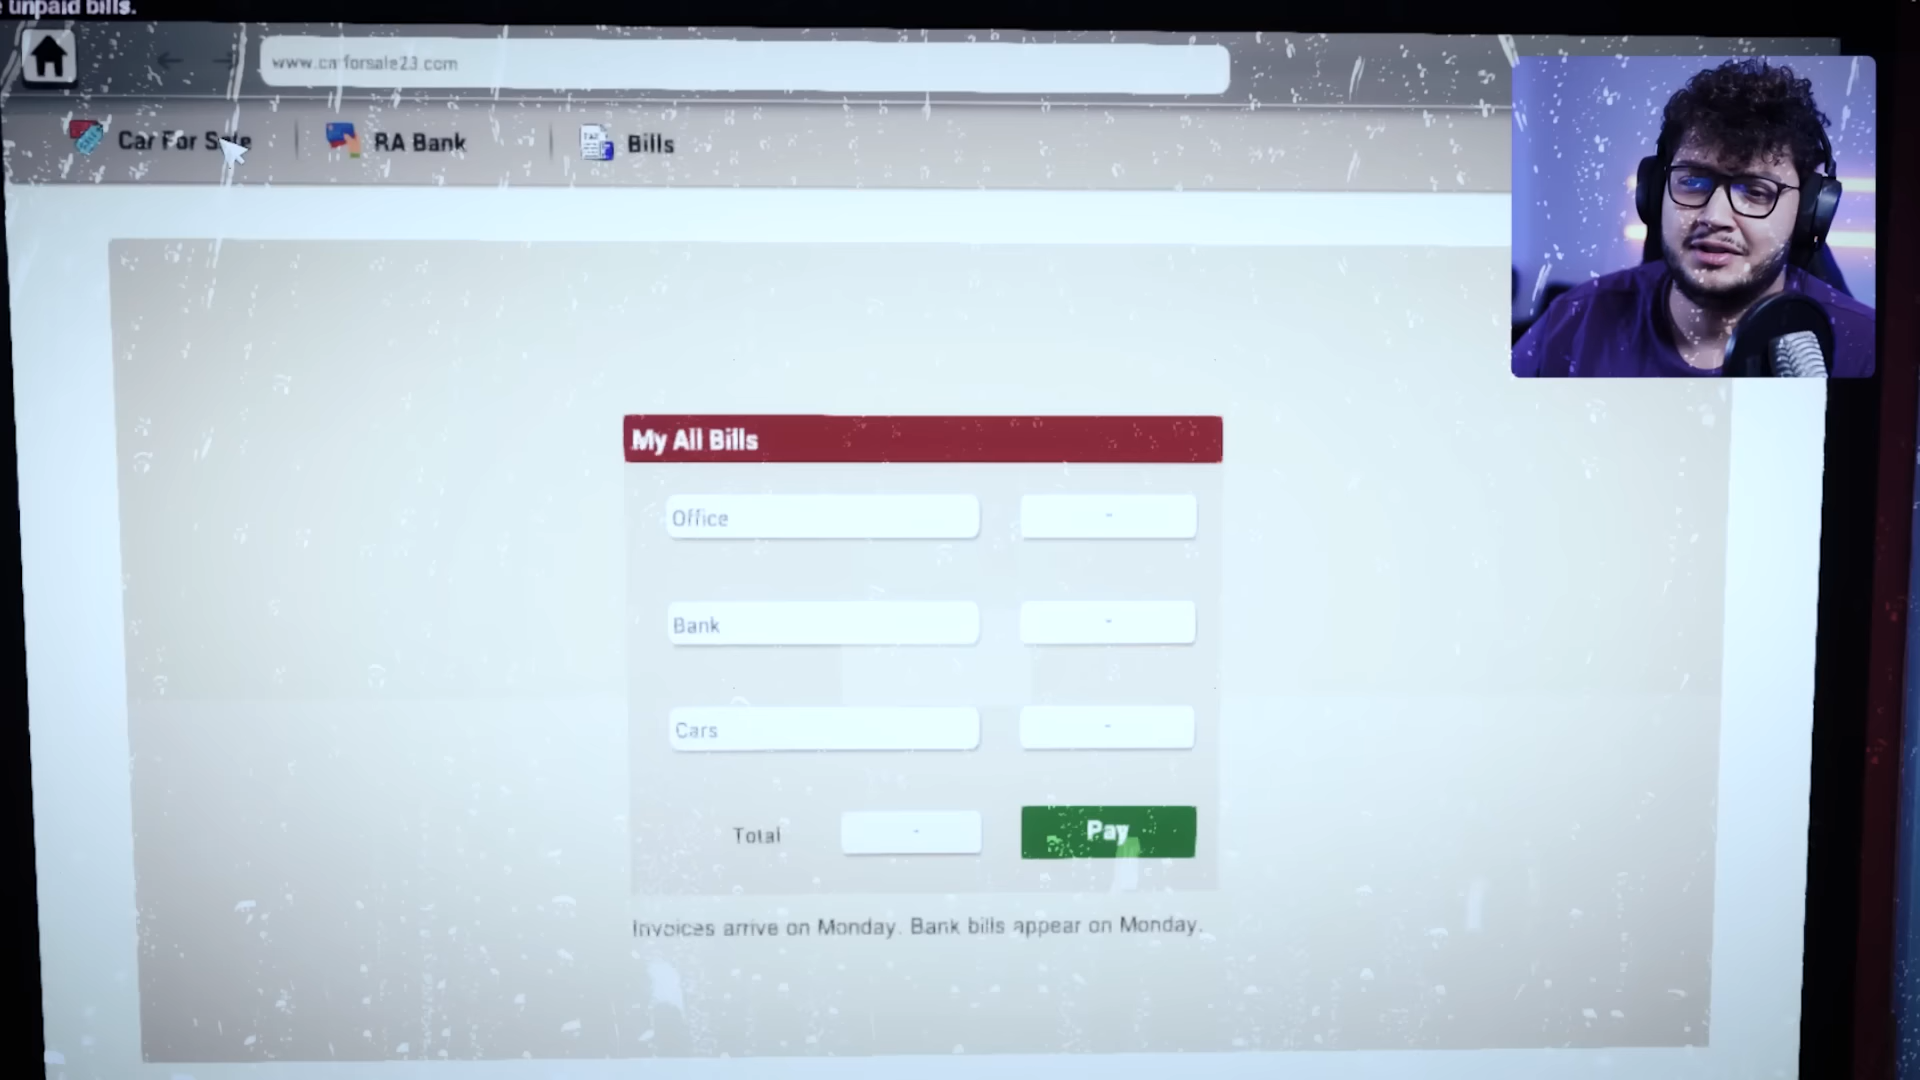 unpaid bills.
www.carforsale23.com
Car For Sale
RA Bank
Bills
My All Bills
Office -
Bank -
Cars -
Total - Pay
Invoices arrive on Monday. Bank bills appear on Monday.